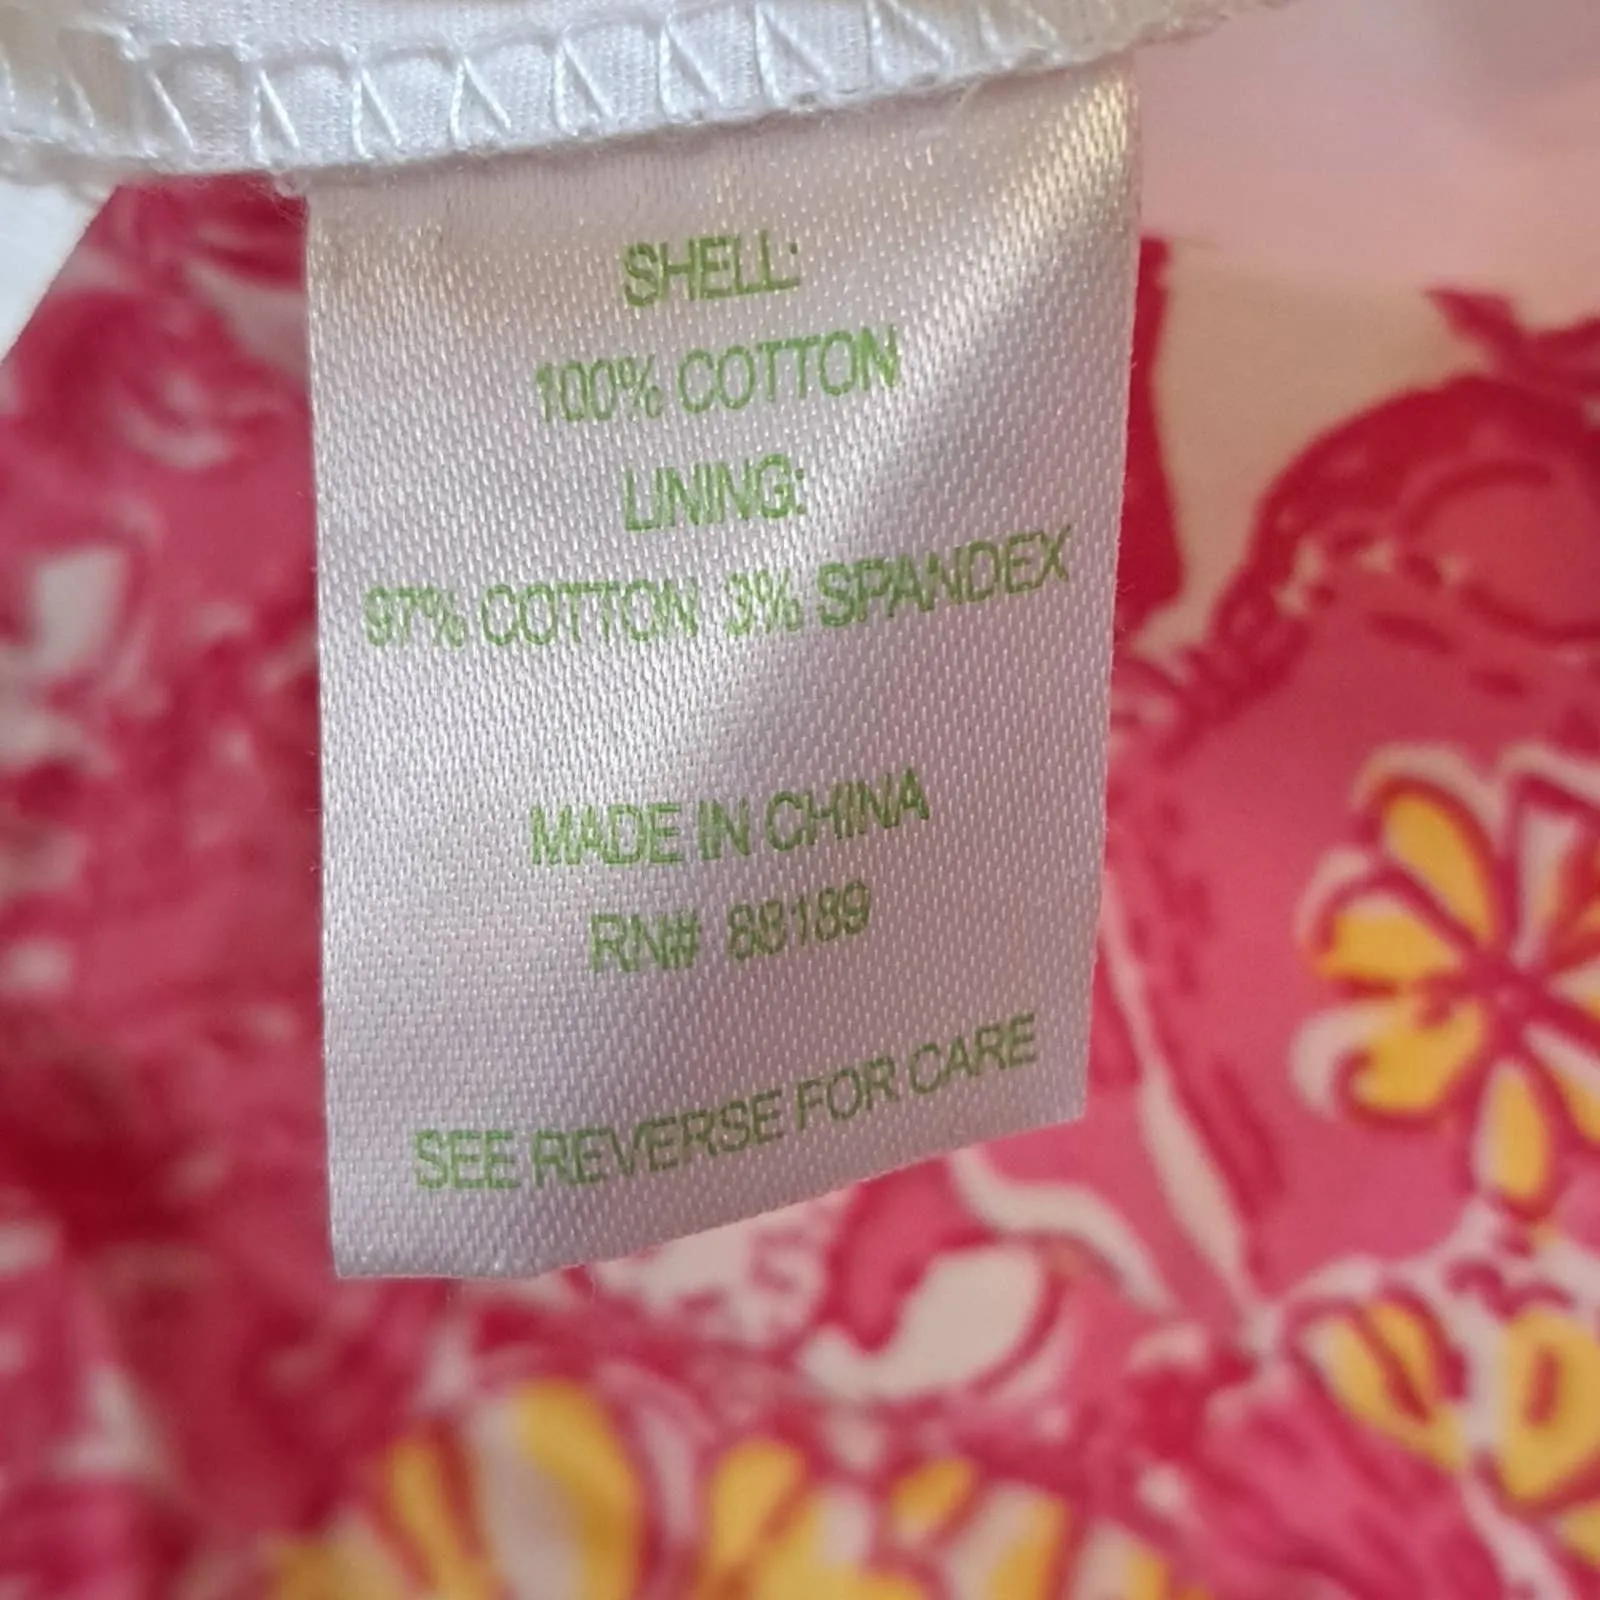 SHELL:
100% COTTON
LINING:
97% COTTON 3% SPANDEX
MADE IN CHINA
RN# 88189
SEE REVERSE FOR CARE